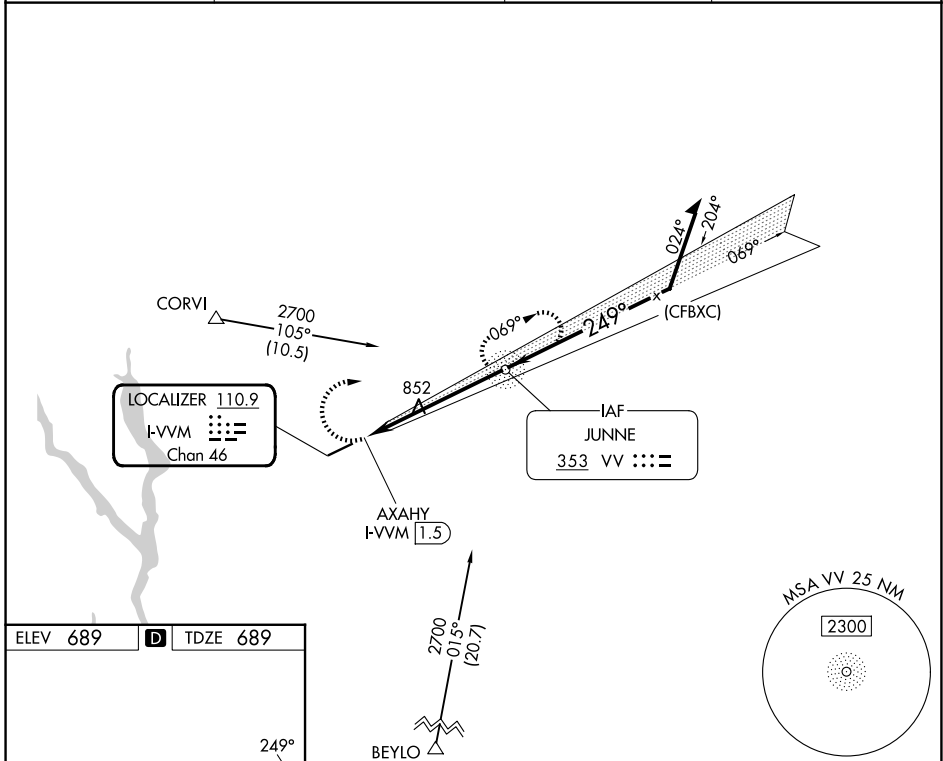 024°
204°
069°
(CFBXC)
249°
069°
CORVI
2700
105°
(10.5)
852
LOCALIZER 110.9
I-VVM
Chan 46
IAF
JUNNE
353 VV
AXAHY
I-VVM 1.5
2700
015°
(20.7)
BEYLO
MSA VV 25 NM
2300
ELEV 689 D TDZE 689
249°